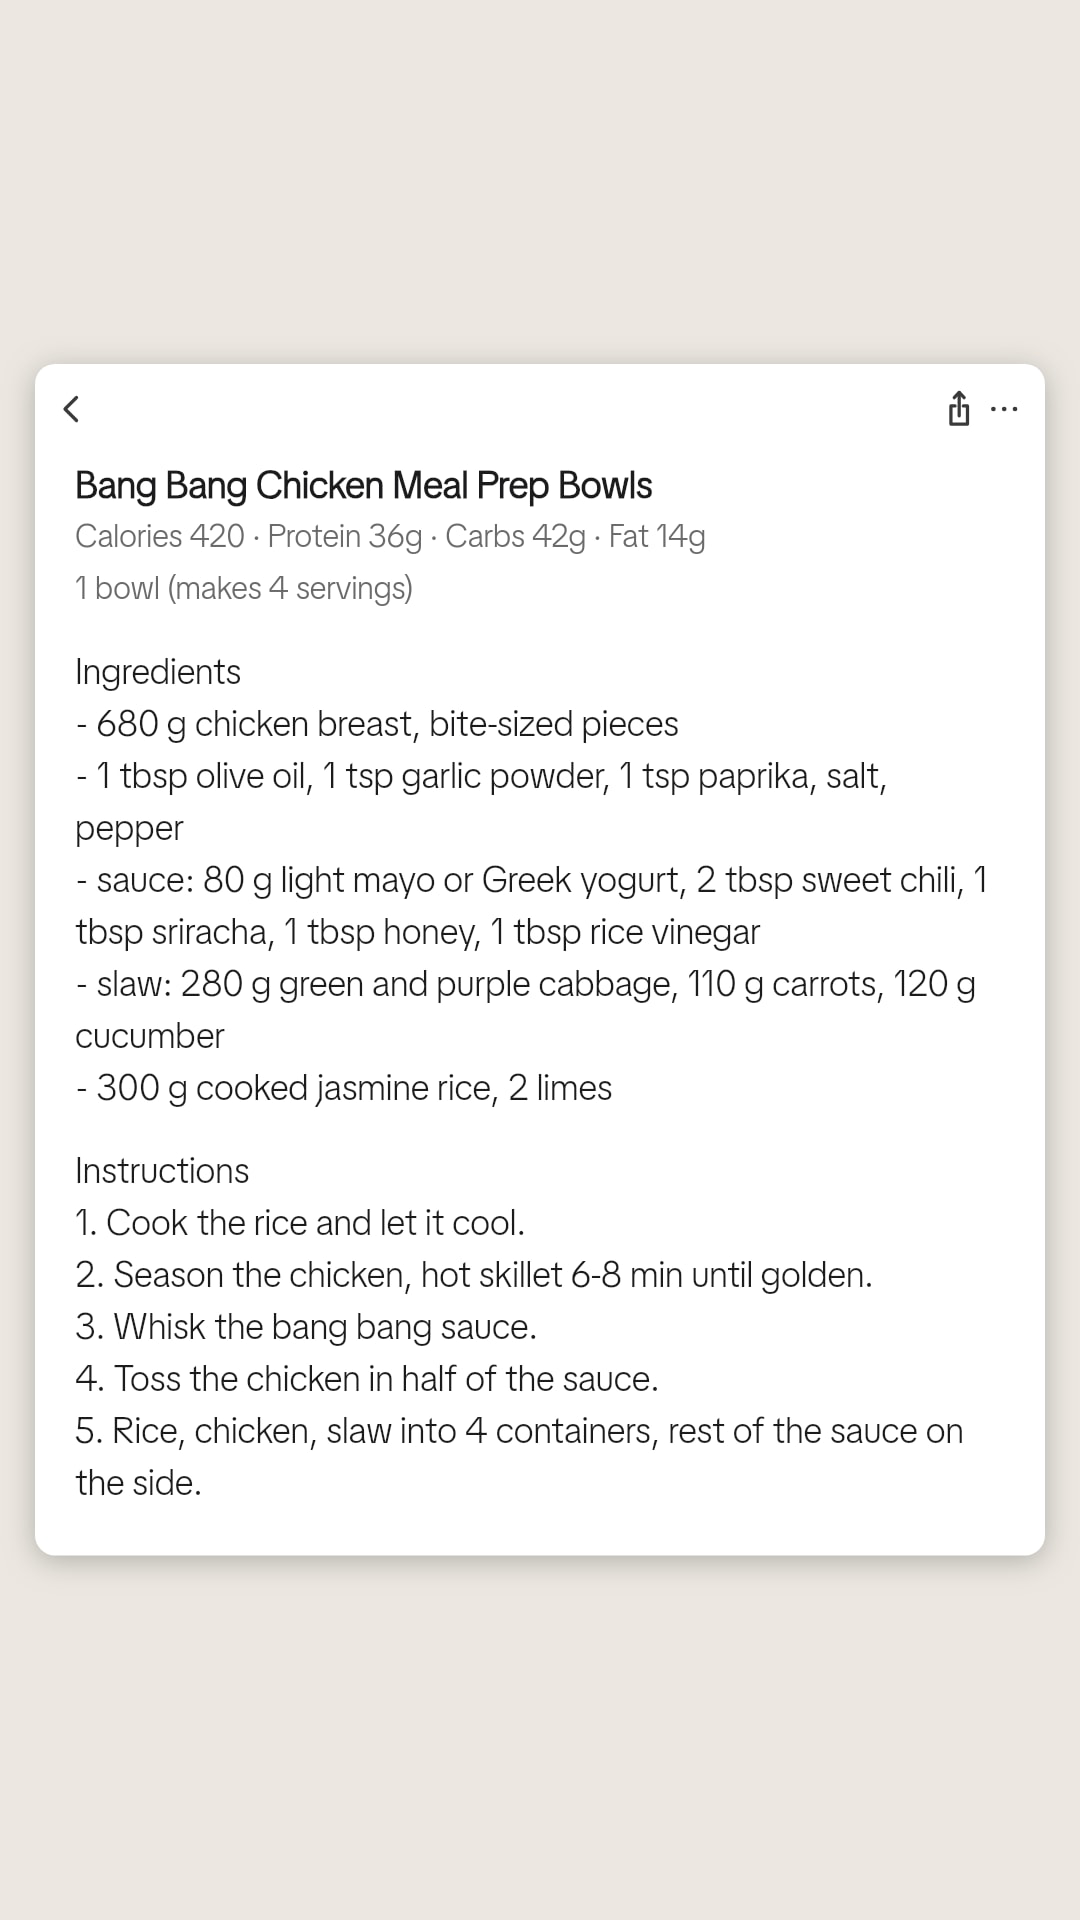 Bang Bang Chicken Meal Prep Bowls
Calories 420 · Protein 36g · Carbs 42g · Fat 14g
1 bowl (makes 4 servings)
Ingredients
- 680 g chicken breast, bite-sized pieces
- 1 tbsp olive oil, 1 tsp garlic powder, 1 tsp paprika, salt,
pepper
- sauce: 80 g light mayo or Greek yogurt, 2 tbsp sweet chili, 1
tbsp sriracha, 1 tbsp honey, 1 tbsp rice vinegar
- slaw: 280 g green and purple cabbage, 110 g carrots, 120 g
cucumber
- 300 g cooked jasmine rice, 2 limes
Instructions
1. Cook the rice and let it cool.
2. Season the chicken, hot skillet 6-8 min until golden.
3. Whisk the bang bang sauce.
4. Toss the chicken in half of the sauce.
5. Rice, chicken, slaw into 4 containers, rest of the sauce on
the side.